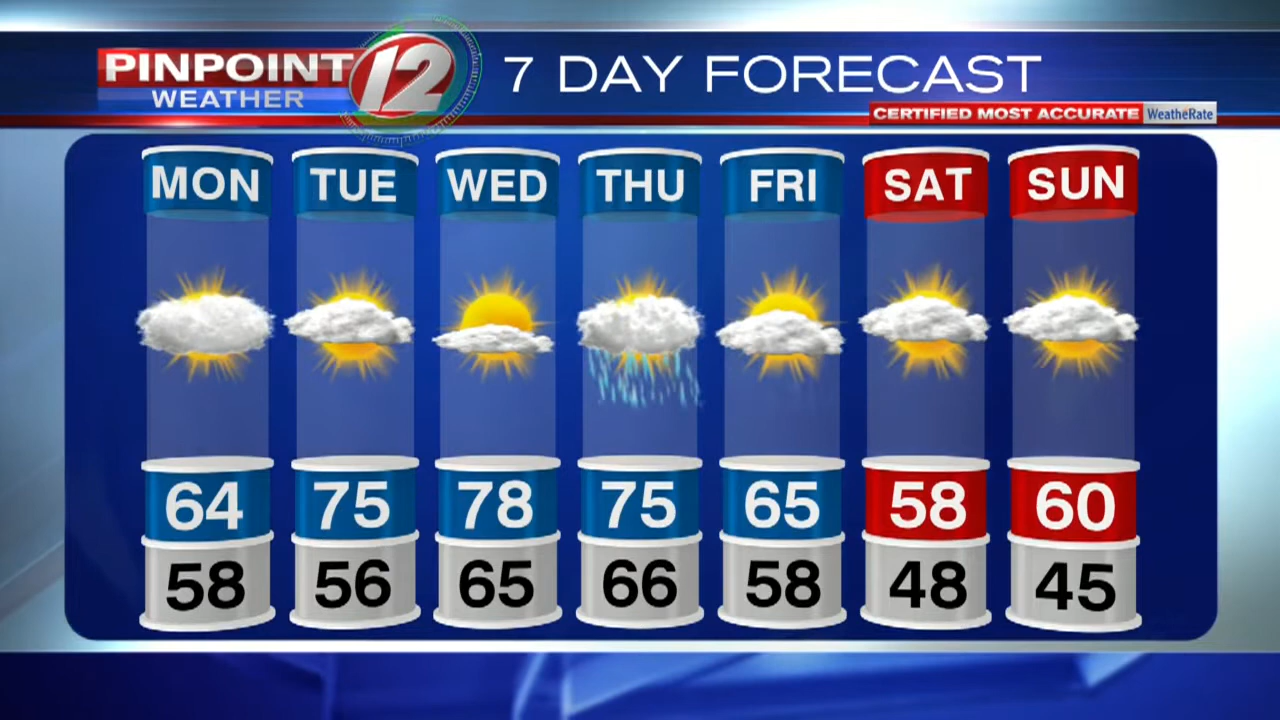 PINPOINT 12 7 DAY FORECAST
WEATHER
CERTIFIED MOST ACCURATE WeatheRate
MON TUE WED THU FRI SAT SUN
64 75 78 75 65 58 60
58 56 65 66 58 48 45